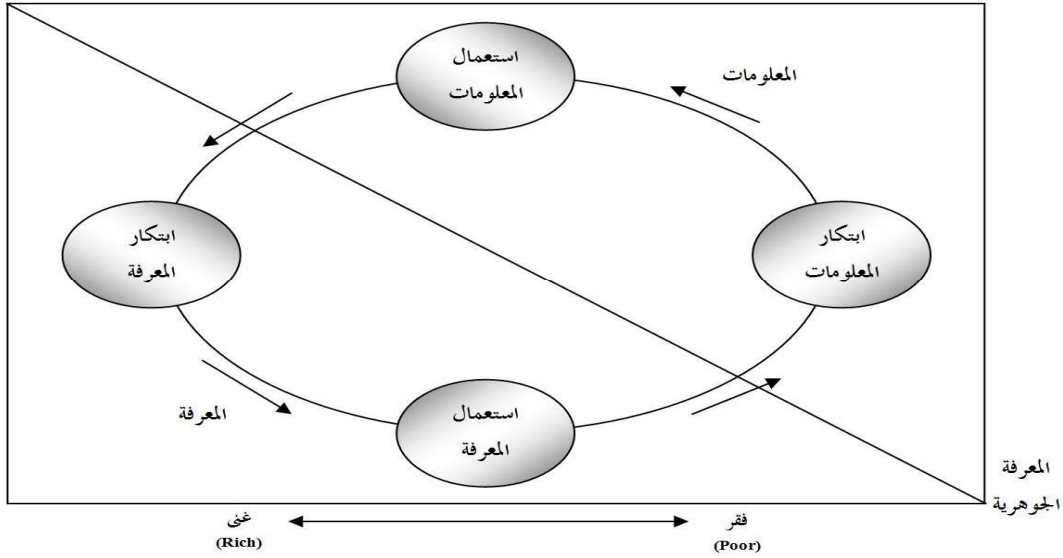 استعمال
المعلومات
المعلومات
ابتكار
المعلومات
ابتكار
المعرفة
المعرفة
استعمال
المعرفة
المعرفة
الجوهرية
فقر
(Poor)
غنى
(Rich)